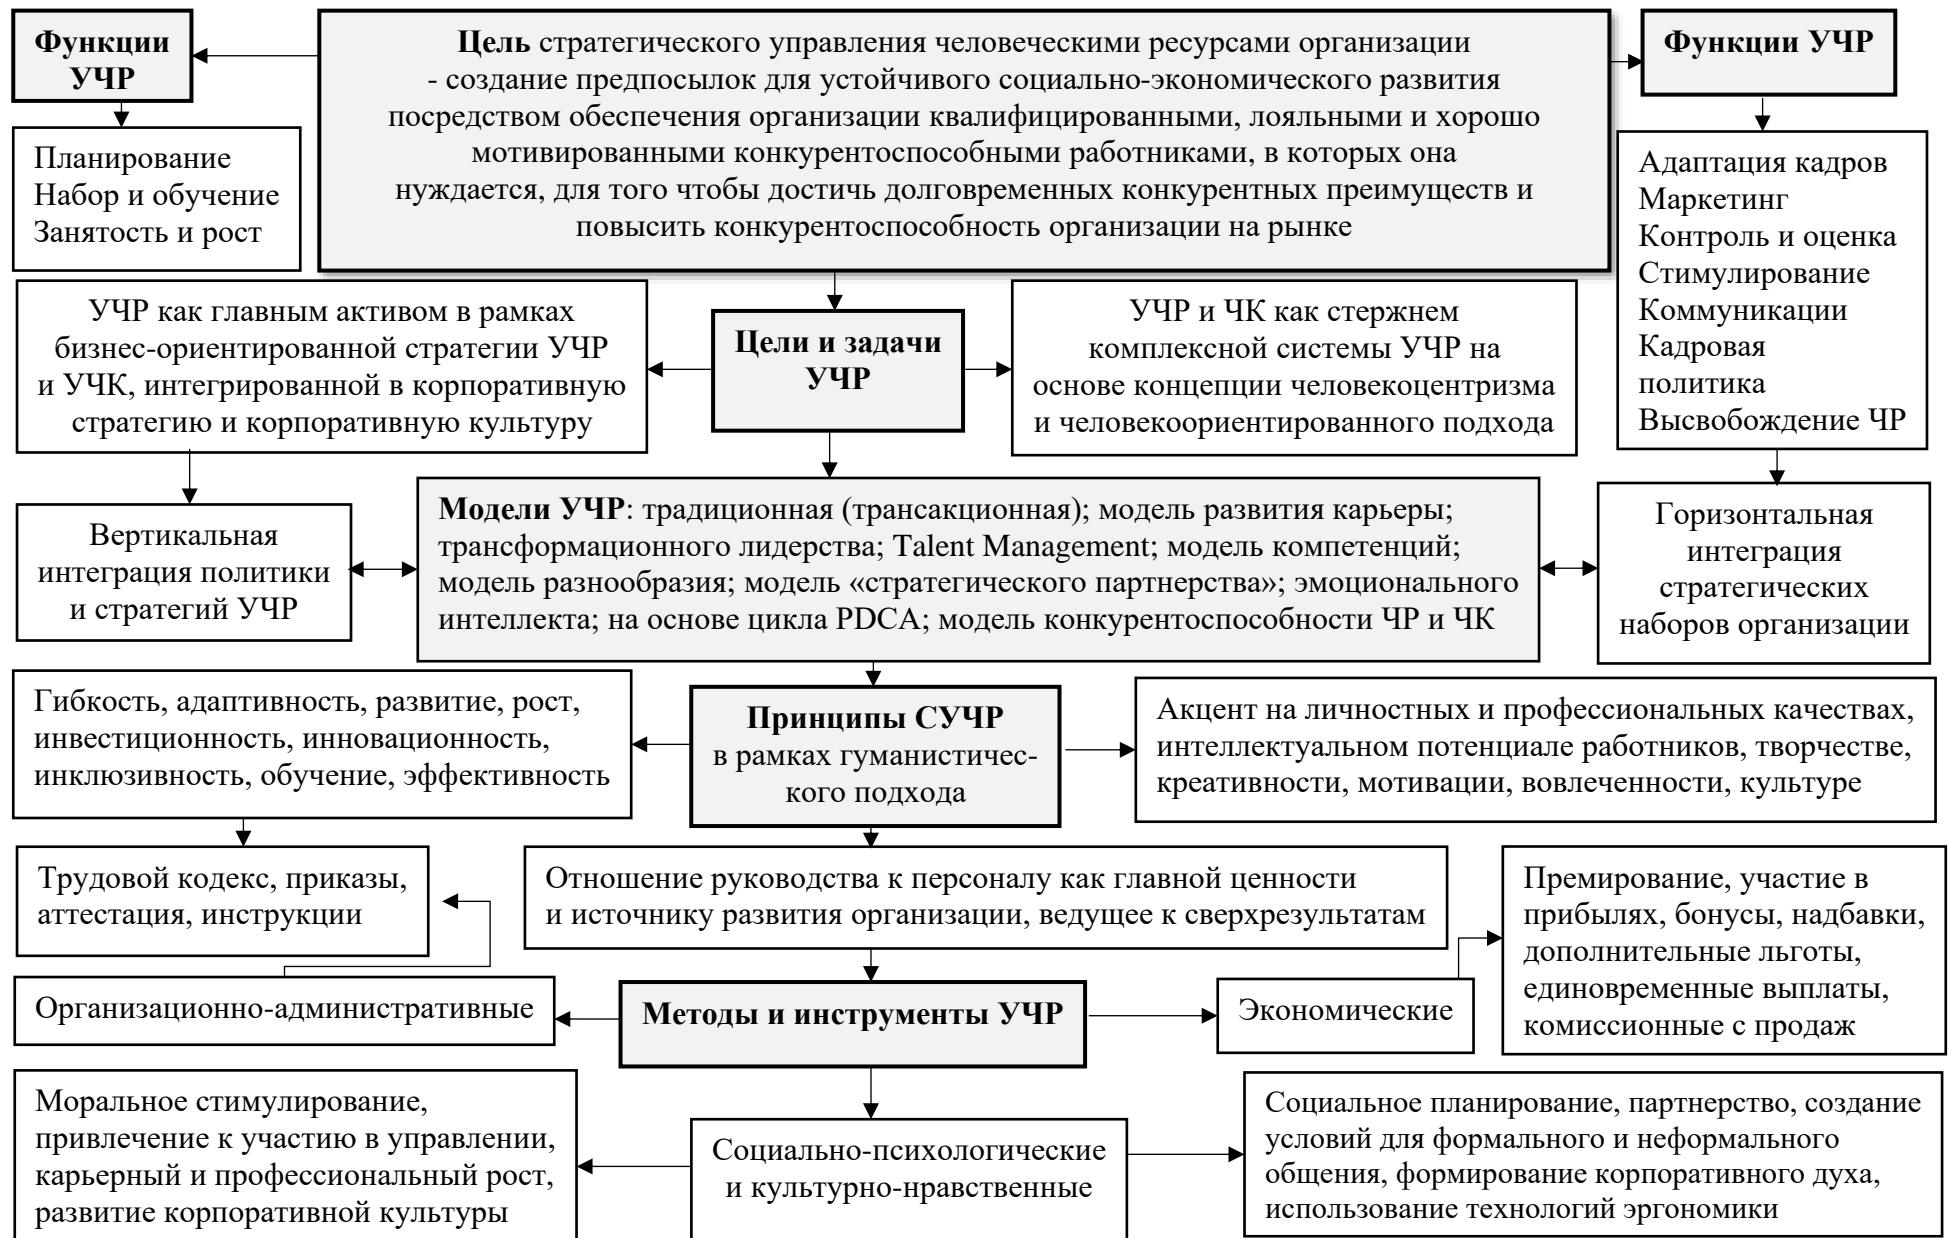 Функции
УЧР
Цель стратегического управления человеческими ресурсами организации
- создание предпосылок для устойчивого социально-экономического развития
посредством обеспечения организации квалифицированными, лояльными и хорошо
мотивированными конкурентоспособными работниками, в которых она
нуждается, для того чтобы достичь долговременных конкурентных преимуществ и
повысить конкурентоспособность организации на рынке
Функции УЧР
Планирование
Набор и обучение
Занятость и рост
Адаптация кадров
Маркетинг
Контроль и оценка
Стимулирование
Коммуникации
Кадровая
политика
Высвобождение ЧР
УЧР как главным активом в рамках
бизнес-ориентированной стратегии УЧР
и УЧК, интегрированной в корпоративную
стратегию и корпоративную культуру
Цели и задачи
УЧР
УЧР и ЧК как стержнем
комплексной системы УЧР на
основе концепции человекоцентризма
и человекоориентированного подхода
Вертикальная
интеграция политики
и стратегий УЧР
Модели УЧР: традиционная (трансакционная); модель развития карьеры;
трансформационного лидерства; Talent Management; модель компетенций;
модель разнообразия; модель «стратегического партнерства»; эмоционального
интеллекта; на основе цикла PDCA; модель конкурентоспособности ЧР и ЧК
Горизонтальная
интеграция
стратегических
наборов организации
Гибкость, адаптивность, развитие, рост,
инвестиционность, инновационность,
инклюзивность, обучение, эффективность
Принципы СУЧР
в рамках гуманистичес-
кого подхода
Акцент на личностных и профессиональных качествах,
интеллектуальном потенциале работников, творчестве,
креативности, мотивации, вовлеченности, культуре
Трудовой кодекс, приказы,
аттестация, инструкции
Отношение руководства к персоналу как главной ценности
и источнику развития организации, ведущее к сверхрезультатам
Премирование, участие в
прибылях, бонусы, надбавки,
дополнительные льготы,
единовременные выплаты,
комиссионные с продаж
Организационно-административные
Методы и инструменты УЧР
Экономические
Моральное стимулирование,
привлечение к участию в управлении,
карьерный и профессиональный рост,
развитие корпоративной культуры
Социально-психологические
и культурно-нравственные
Социальное планирование, партнерство, создание
условий для формального и неформального
общения, формирование корпоративного духа,
использование технологий эргономики